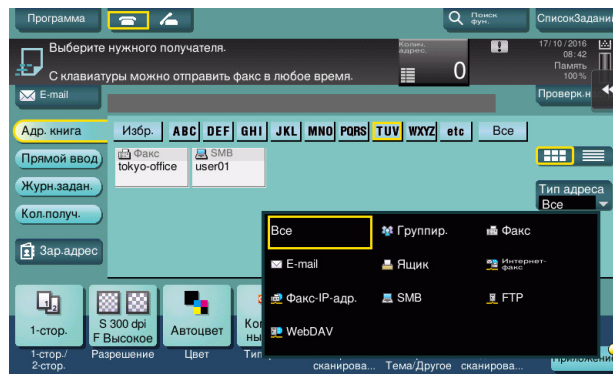 Программа
Поиск
фун.
СписокЗадани
Выберите нужного получателя.
Колич.
адрес.
17/10/2016
08:42
Память
100%
С клавиатуры можно отправить факс в любое время.
0
E-mail
Проверк.н
Адр. книга
Избр.
ABC
DEF
GHI
JKL
MNO
PQRS
TUV
WXYZ
etc
Все
Прямой ввод
Факс
tokyo-office
SMB
user01
Журн.задан.
Тип адреса
Все
Кол.получ.
Зар.адрес
Все
Группир.
Факс
E-mail
Ящик
Интернет-
факс
Факс-IP-адр.
SMB
FTP
WebDAV
1-стор.
S 300 dpi
F Высокое
Автоцвет
1-стор./
2-стор.
Разрешение
Цвет
Тип
сканирова...
Тема/Другое
сканирова...